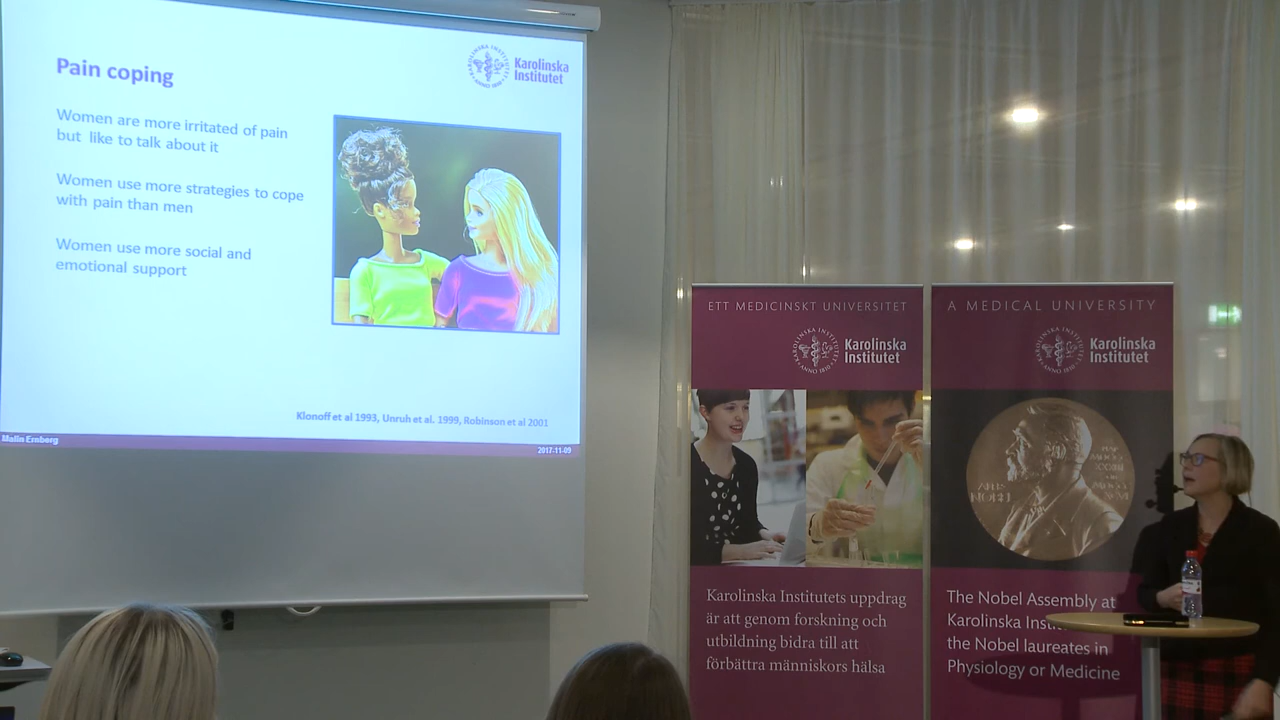 Pain coping
Karolinska
Institutet
Women are more irritated of pain
but like to talk about it
Women use more strategies to cope
with pain than men
Women use more social and
emotional support
Klonoff et al 1993, Unruh et al. 1999, Robinson et al 2001
Malin Ernberg
2017-11-09
ETT MEDICINSKT UNIVERSITET
Karolinska
Institutet
Karolinska Institutets uppdrag
är att genom forskning och
utbildning bidra till att
förbättra människors hälsa
A MEDICAL UNIVERSITY
Karolinska
Institutet
The Nobel Assembly at
Karolinska
the Nobel laureates in
Physiology or Medicine